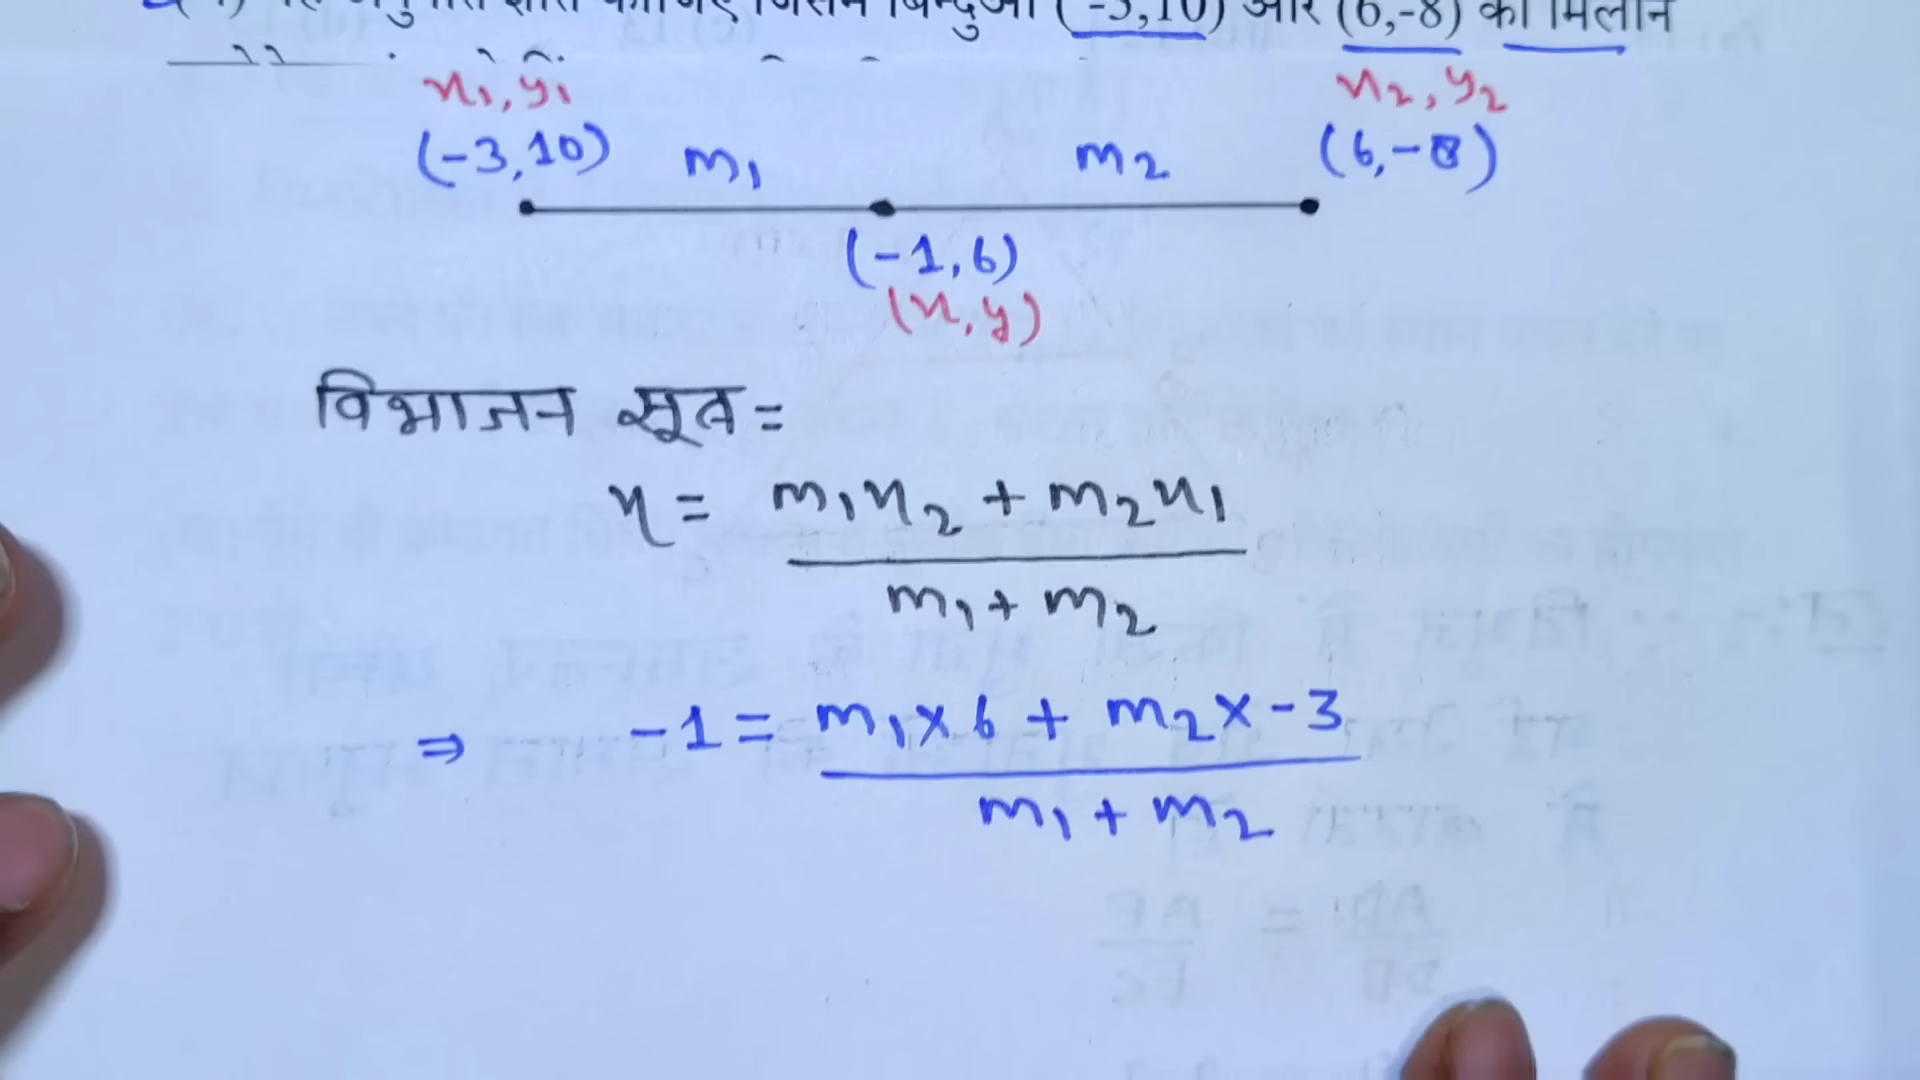 बिन्दुओं (-3,10) और (6,-8) को मिलाने
x₁,y₁ x₂,y₂
(-3,10) m₁ m₂ (6,-8)
(-1,6)
(x,y)
विभाजन सूत्र=
x = m₁x₂ + m₂x₁
m₁+m₂
⇒ -1 = m₁×6 + m₂×-3
m₁+m₂